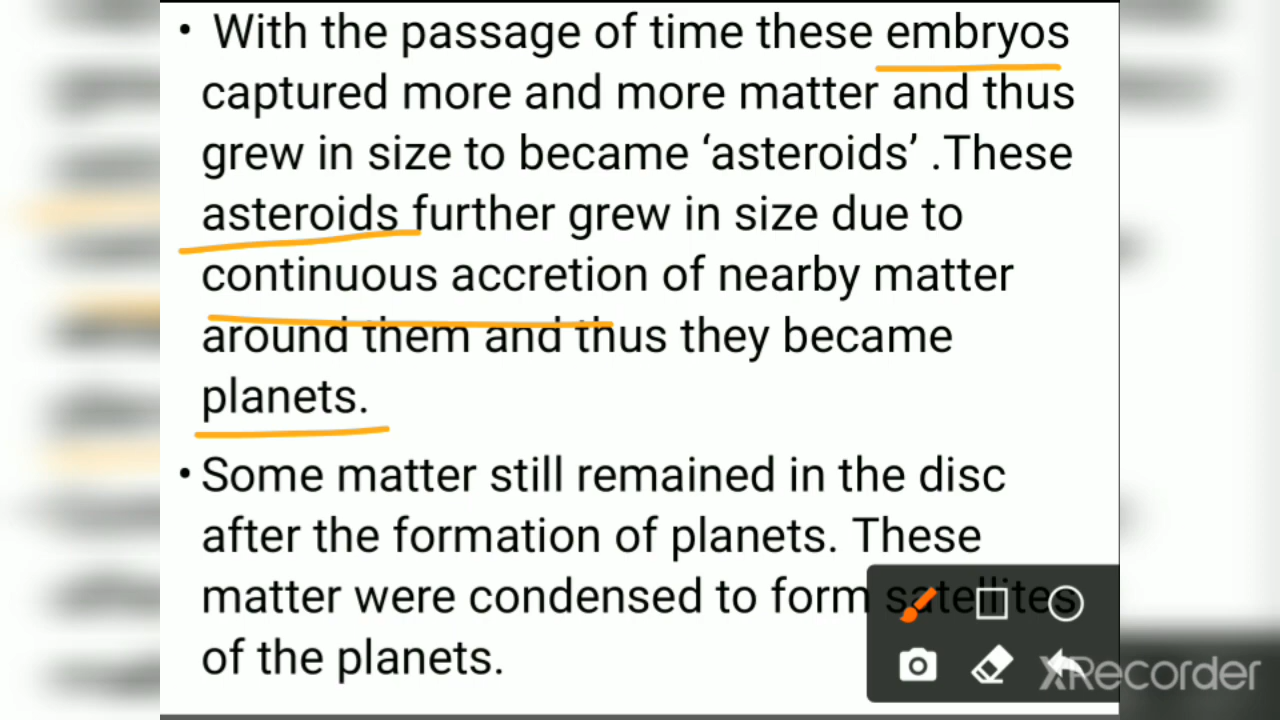 • With the passage of time these embryos
captured more and more matter and thus
grew in size to became ‘asteroids’ .These
asteroids further grew in size due to
continuous accretion of nearby matter
around them and thus they became
planets.
• Some matter still remained in the disc
after the formation of planets. These
matter were condensed to form satellites
of the planets.
XRecorder